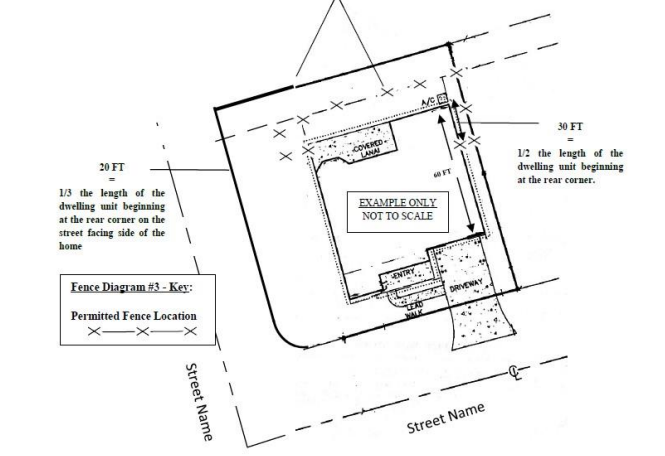 A/C
30 FT
=
1/2 the length of the
dwelling unit beginning
at the rear corner.
COVERED
LANAI
60 FT
20 FT
=
1/3 the length of the
dwelling unit beginning
at the rear corner on the
street facing side of the
home
EXAMPLE ONLY
NOT TO SCALE
ENTRY
DRIVEWAY
LEAD
WALK
Fence Diagram #3 - Key:
Permitted Fence Location
Street Name
Street Name